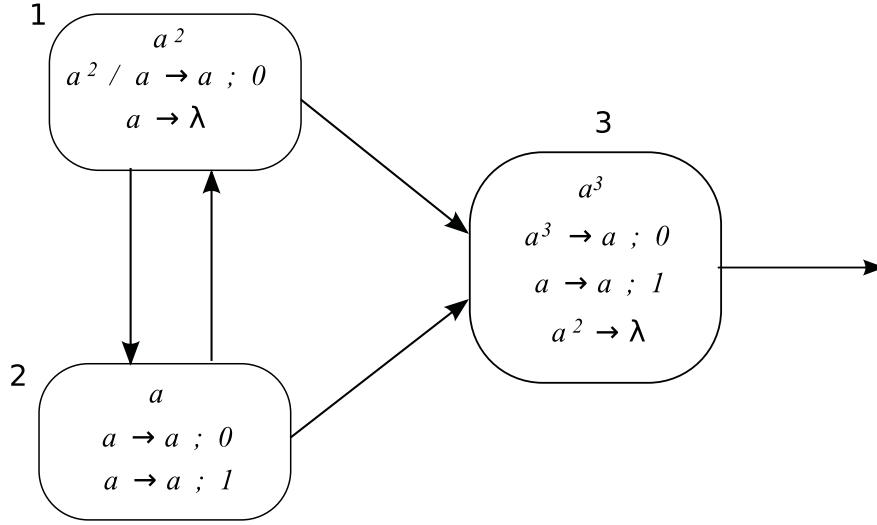 1
a²
a² / a → a ; 0
a → λ
2
a
a → a ; 0
a → a ; 1
3
a³
a³ → a ; 0
a → a ; 1
a² → λ